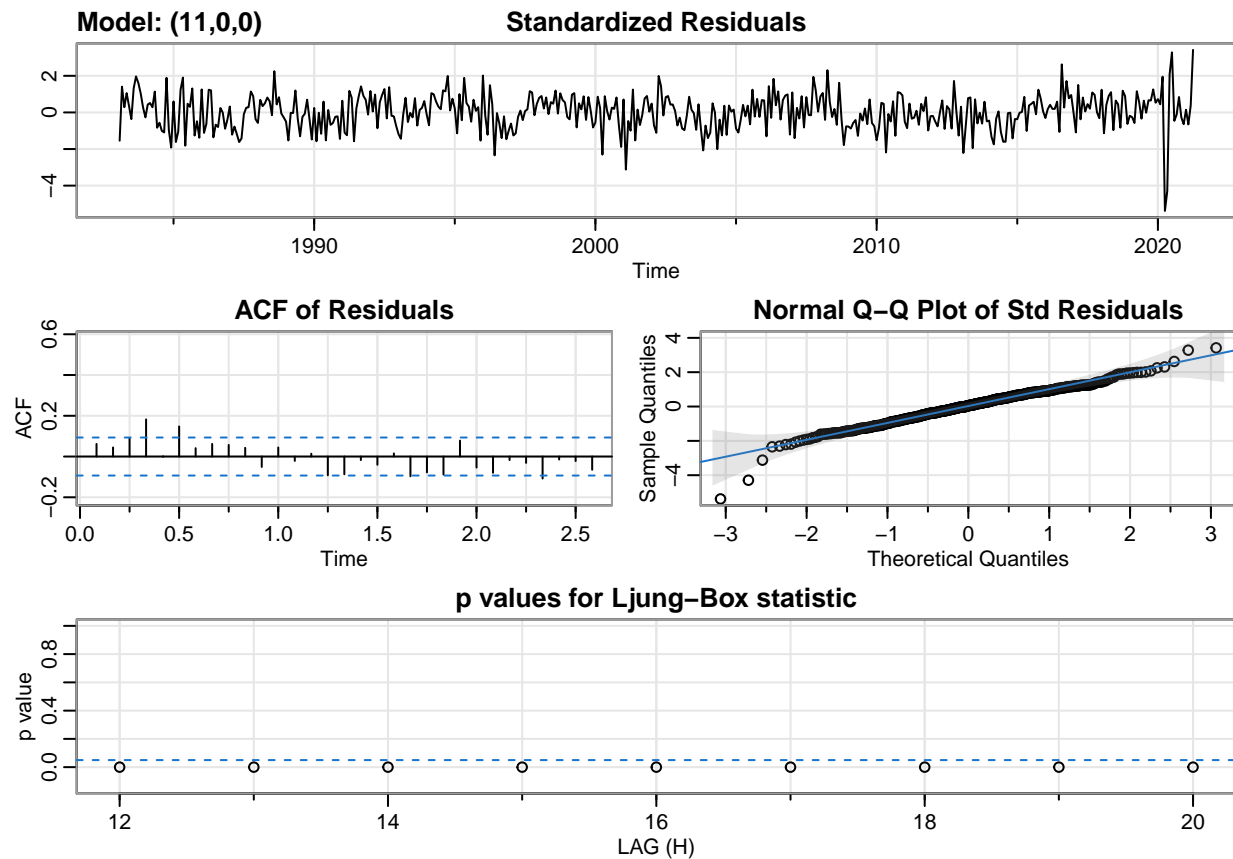 Model: (11,0,0) Standardized Residuals
2
0
−4
1990 2000 2010 2020
Time
ACF of Residuals
ACF
0.6
0.2
−0.2
0.0 0.5 1.0 1.5 2.0 2.5
Time
Normal Q−Q Plot of Std Residuals
Sample Quantiles
4
2
0
−4
−3 −2 −1 0 1 2 3
Theoretical Quantiles
p values for Ljung−Box statistic
p value
0.8
0.4
0.0
12 14 16 18 20
LAG (H)